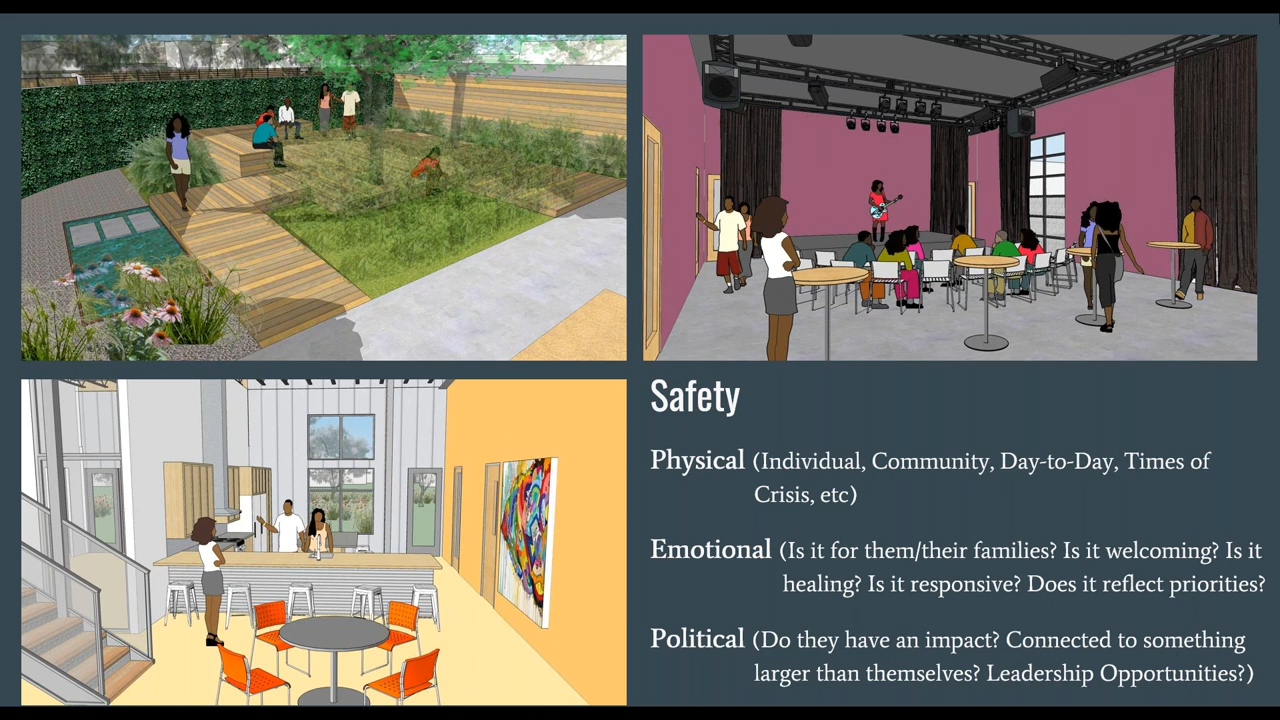 Safety
Physical (Individual, Community, Day-to-Day, Times of
Crisis, etc)
Emotional (Is it for them/their families? Is it welcoming? Is it
healing? Is it responsive? Does it reflect priorities?
Political (Do they have an impact? Connected to something
larger than themselves? Leadership Opportunities?)